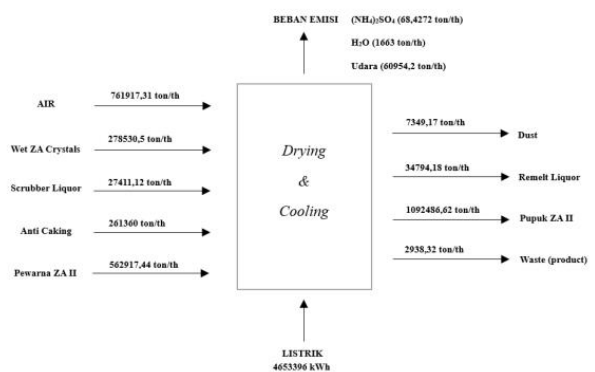 BEBAN EMISI (NH₄)₂SO₄ (68,4272 ton/th)
H₂O (1663 ton/th)
Udara (60954,2 ton/th)
AIR 761917,31 ton/th
Wet ZA Crystals 278530,5 ton/th
Scrubber Liquor 27411,12 ton/th
Anti Caking 261360 ton/th
Pewarna ZA II 562917,44 ton/th
Drying
&
Cooling
7349,17 ton/th Dust
34794,18 ton/th Remelt Liquor
1092486,62 ton/th Pupuk ZA II
2938,32 ton/th Waste (product)
LISTRIK
4653396 kWh